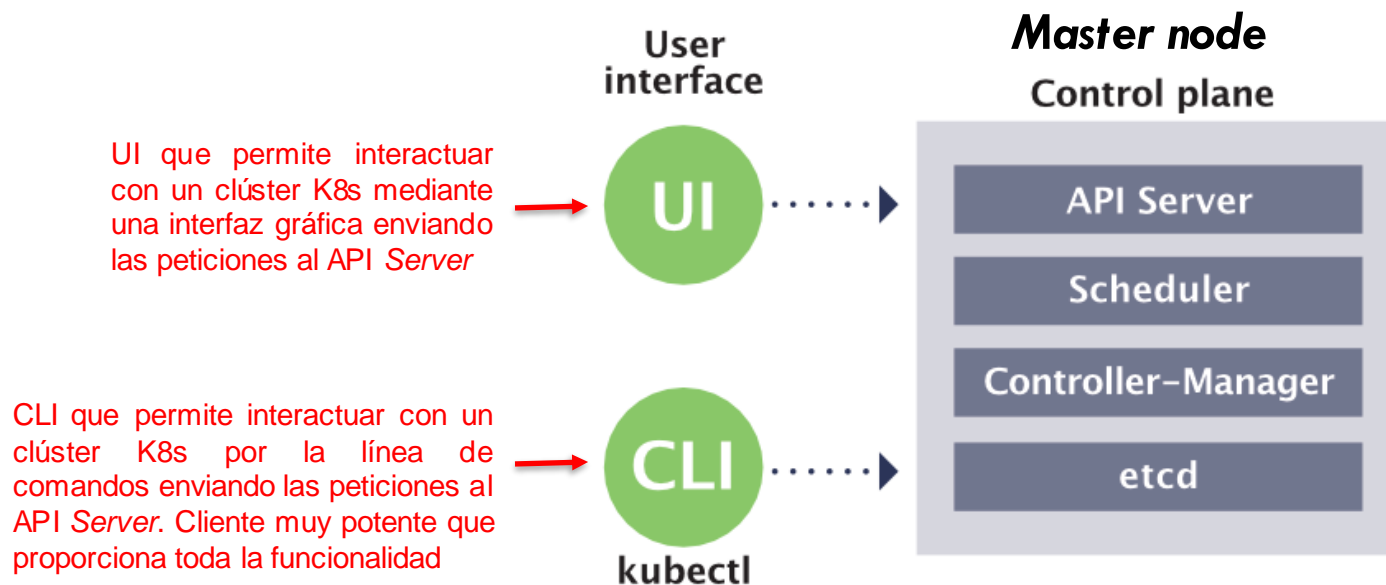 User
interface
Master node
Control plane
UI que permite interactuar
con un clúster K8s mediante
una interfaz gráfica enviando
las peticiones al API Server
UI
API Server
Scheduler
Controller-Manager
etcd
CLI que permite interactuar con un
clúster K8s por la línea de
comandos enviando las peticiones al
API Server. Cliente muy potente que
proporciona toda la funcionalidad
CLI
kubectl